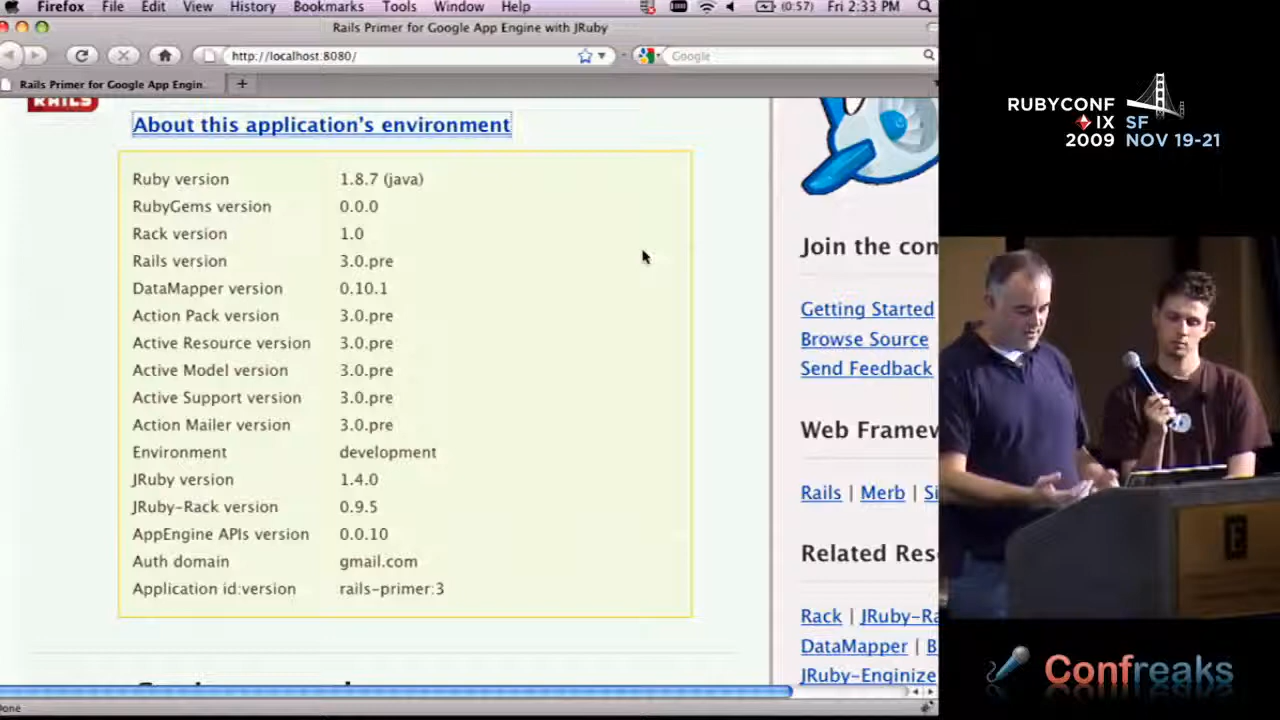 Firefox File Edit View History Bookmarks Tools Window Help (0:57) Fri 2:33 PM
Rails Primer for Google App Engine with JRuby
http://localhost:8080/ Google
Rails Primer for Google App Engin
RAILS
About this application's environment
Ruby version 1.8.7 (java)
RubyGems version 0.0.0
Rack version 1.0
Rails version 3.0.pre
DataMapper version 0.10.1
Action Pack version 3.0.pre
Active Resource version 3.0.pre
Active Model version 3.0.pre
Active Support version 3.0.pre
Action Mailer version 3.0.pre
Environment development
JRuby version 1.4.0
JRuby-Rack version 0.9.5
AppEngine APIs version 0.0.10
Auth domain gmail.com
Application id:version rails-primer:3
Join the con
Getting Started
Browse Source
Send Feedback
Web Framew
Rails | Merb | Si
Related Res
Rack | JRuby-Ra
DataMapper | B
JRuby-Enginize
RUBYCONF
IX SF
2009 NOV 19-21
E
Confreaks